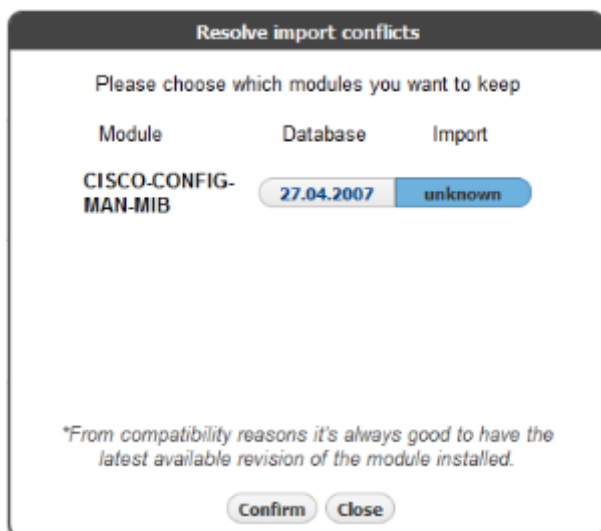 Resolve import conflicts
Please choose which modules you want to keep
Module Database Import
CISCO-CONFIG-
MAN-MIB
27.04.2007 unknown
*From compatibility reasons it's always good to have the
latest available revision of the module installed.
Confirm Close